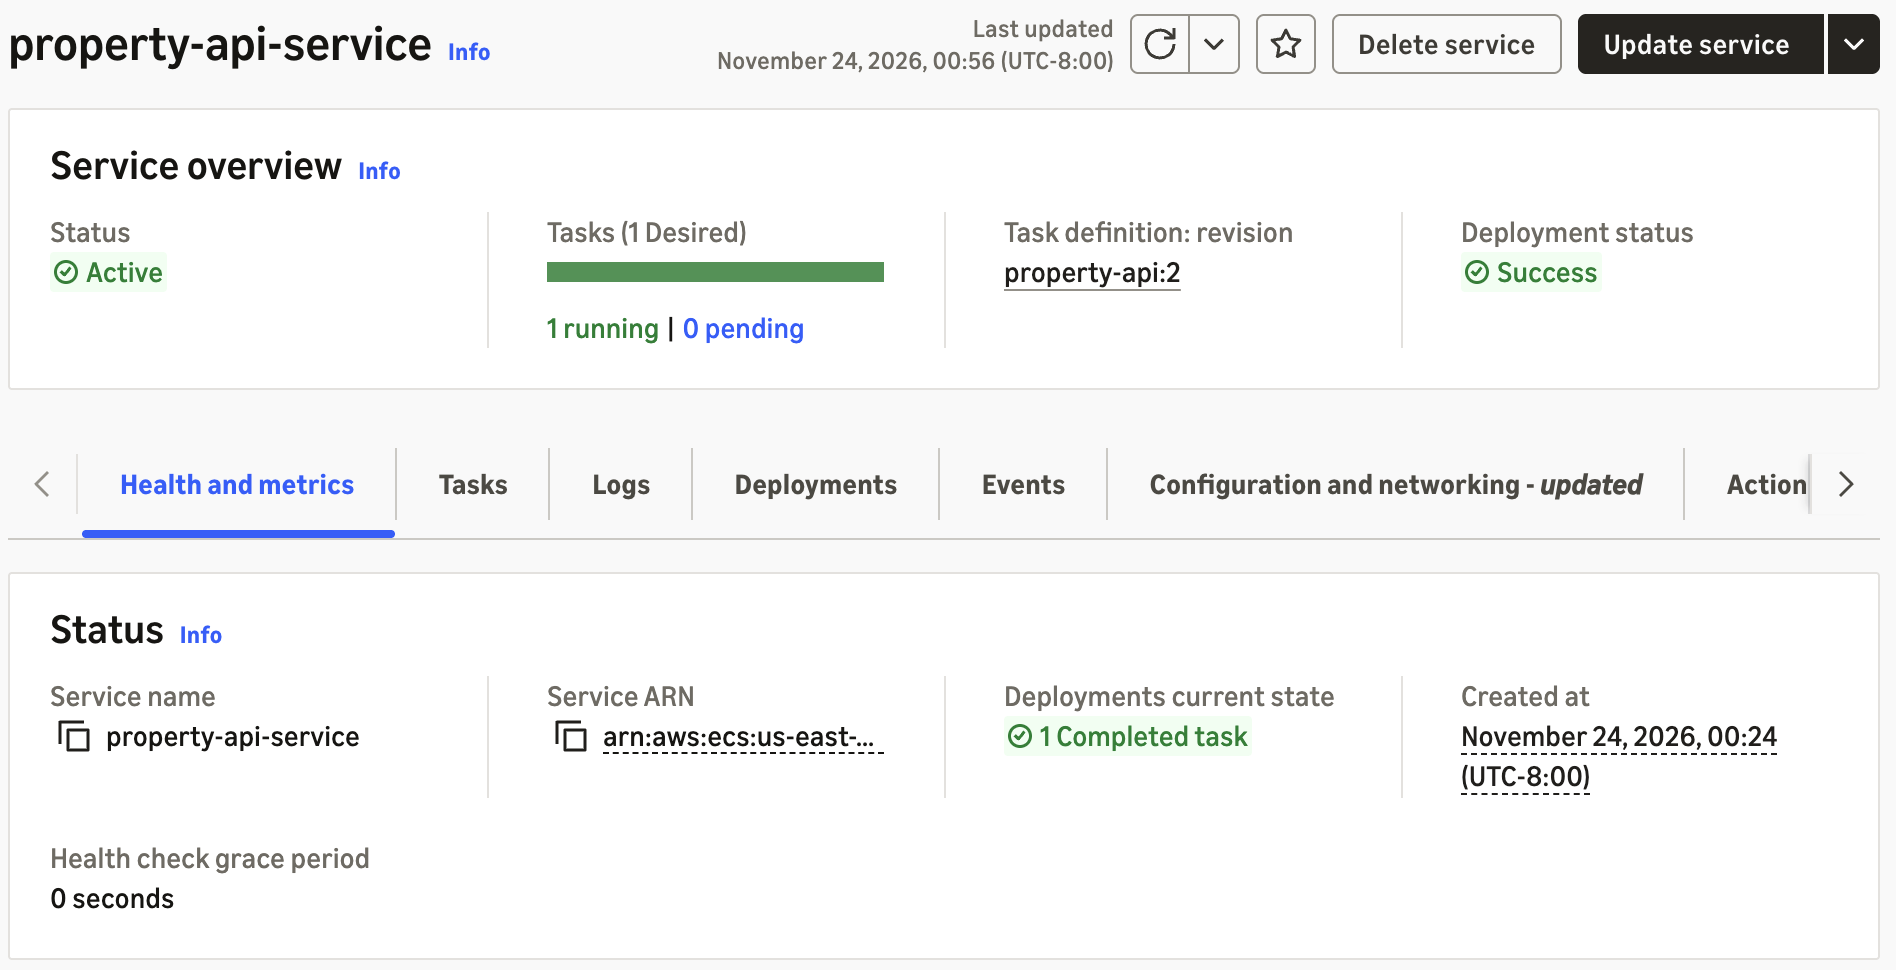 property-api-service Info
Last updated
November 24, 2026, 00:56 (UTC-8:00)
Delete service
Update service
Service overview Info
Status
Active
Tasks (1 Desired)
1 running | 0 pending
Task definition: revision
property-api:2
Deployment status
Success
Health and metrics
Tasks
Logs
Deployments
Events
Configuration and networking - updated
Action
Status Info
Service name
property-api-service
Service ARN
arn:aws:ecs:us-east-...
Deployments current state
1 Completed task
Created at
November 24, 2026, 00:24
(UTC-8:00)
Health check grace period
0 seconds